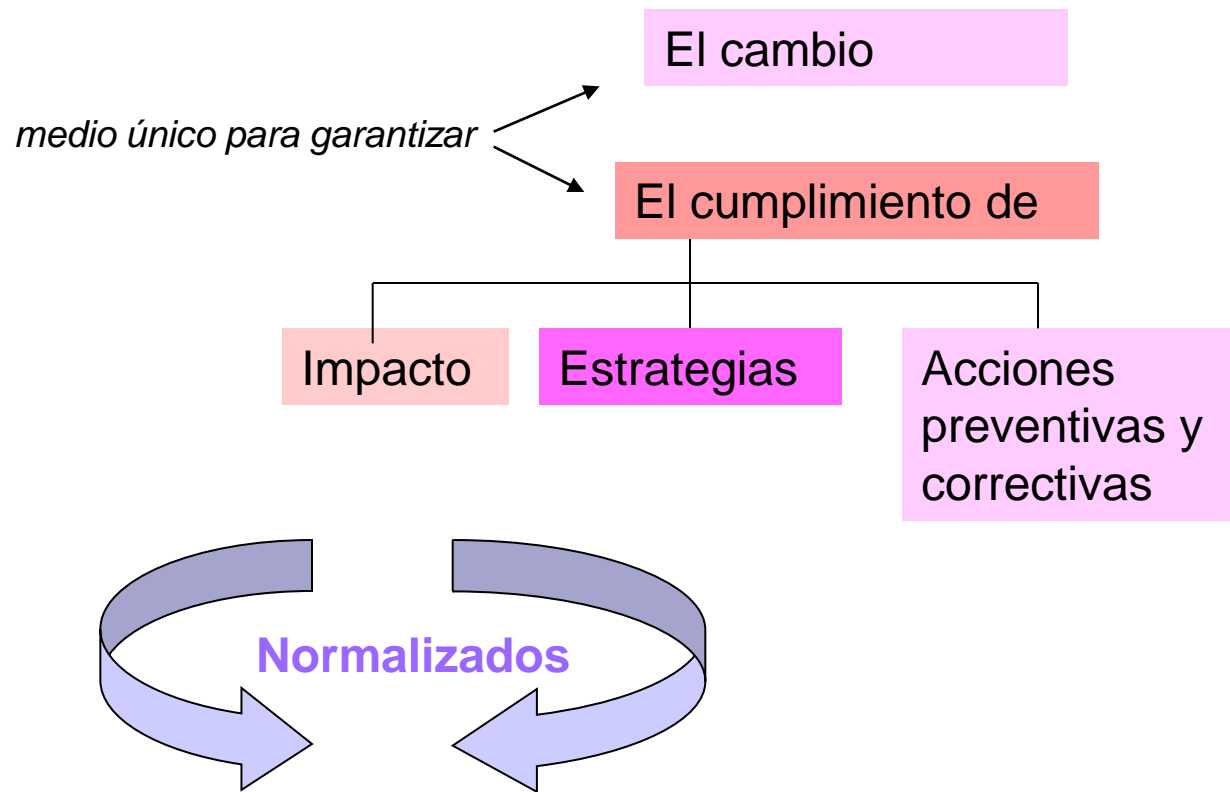 El cambio
medio único para garantizar
El cumplimiento de
Impacto
Estrategias
Acciones
preventivas y
correctivas
Normalizados